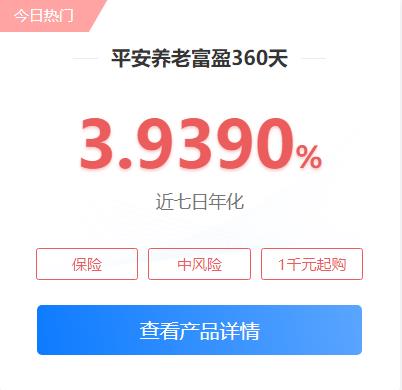 今日热门
平安养老富盈360天
3.9390%
近七日年化
保险 中风险 1千元起购
查看产品详情